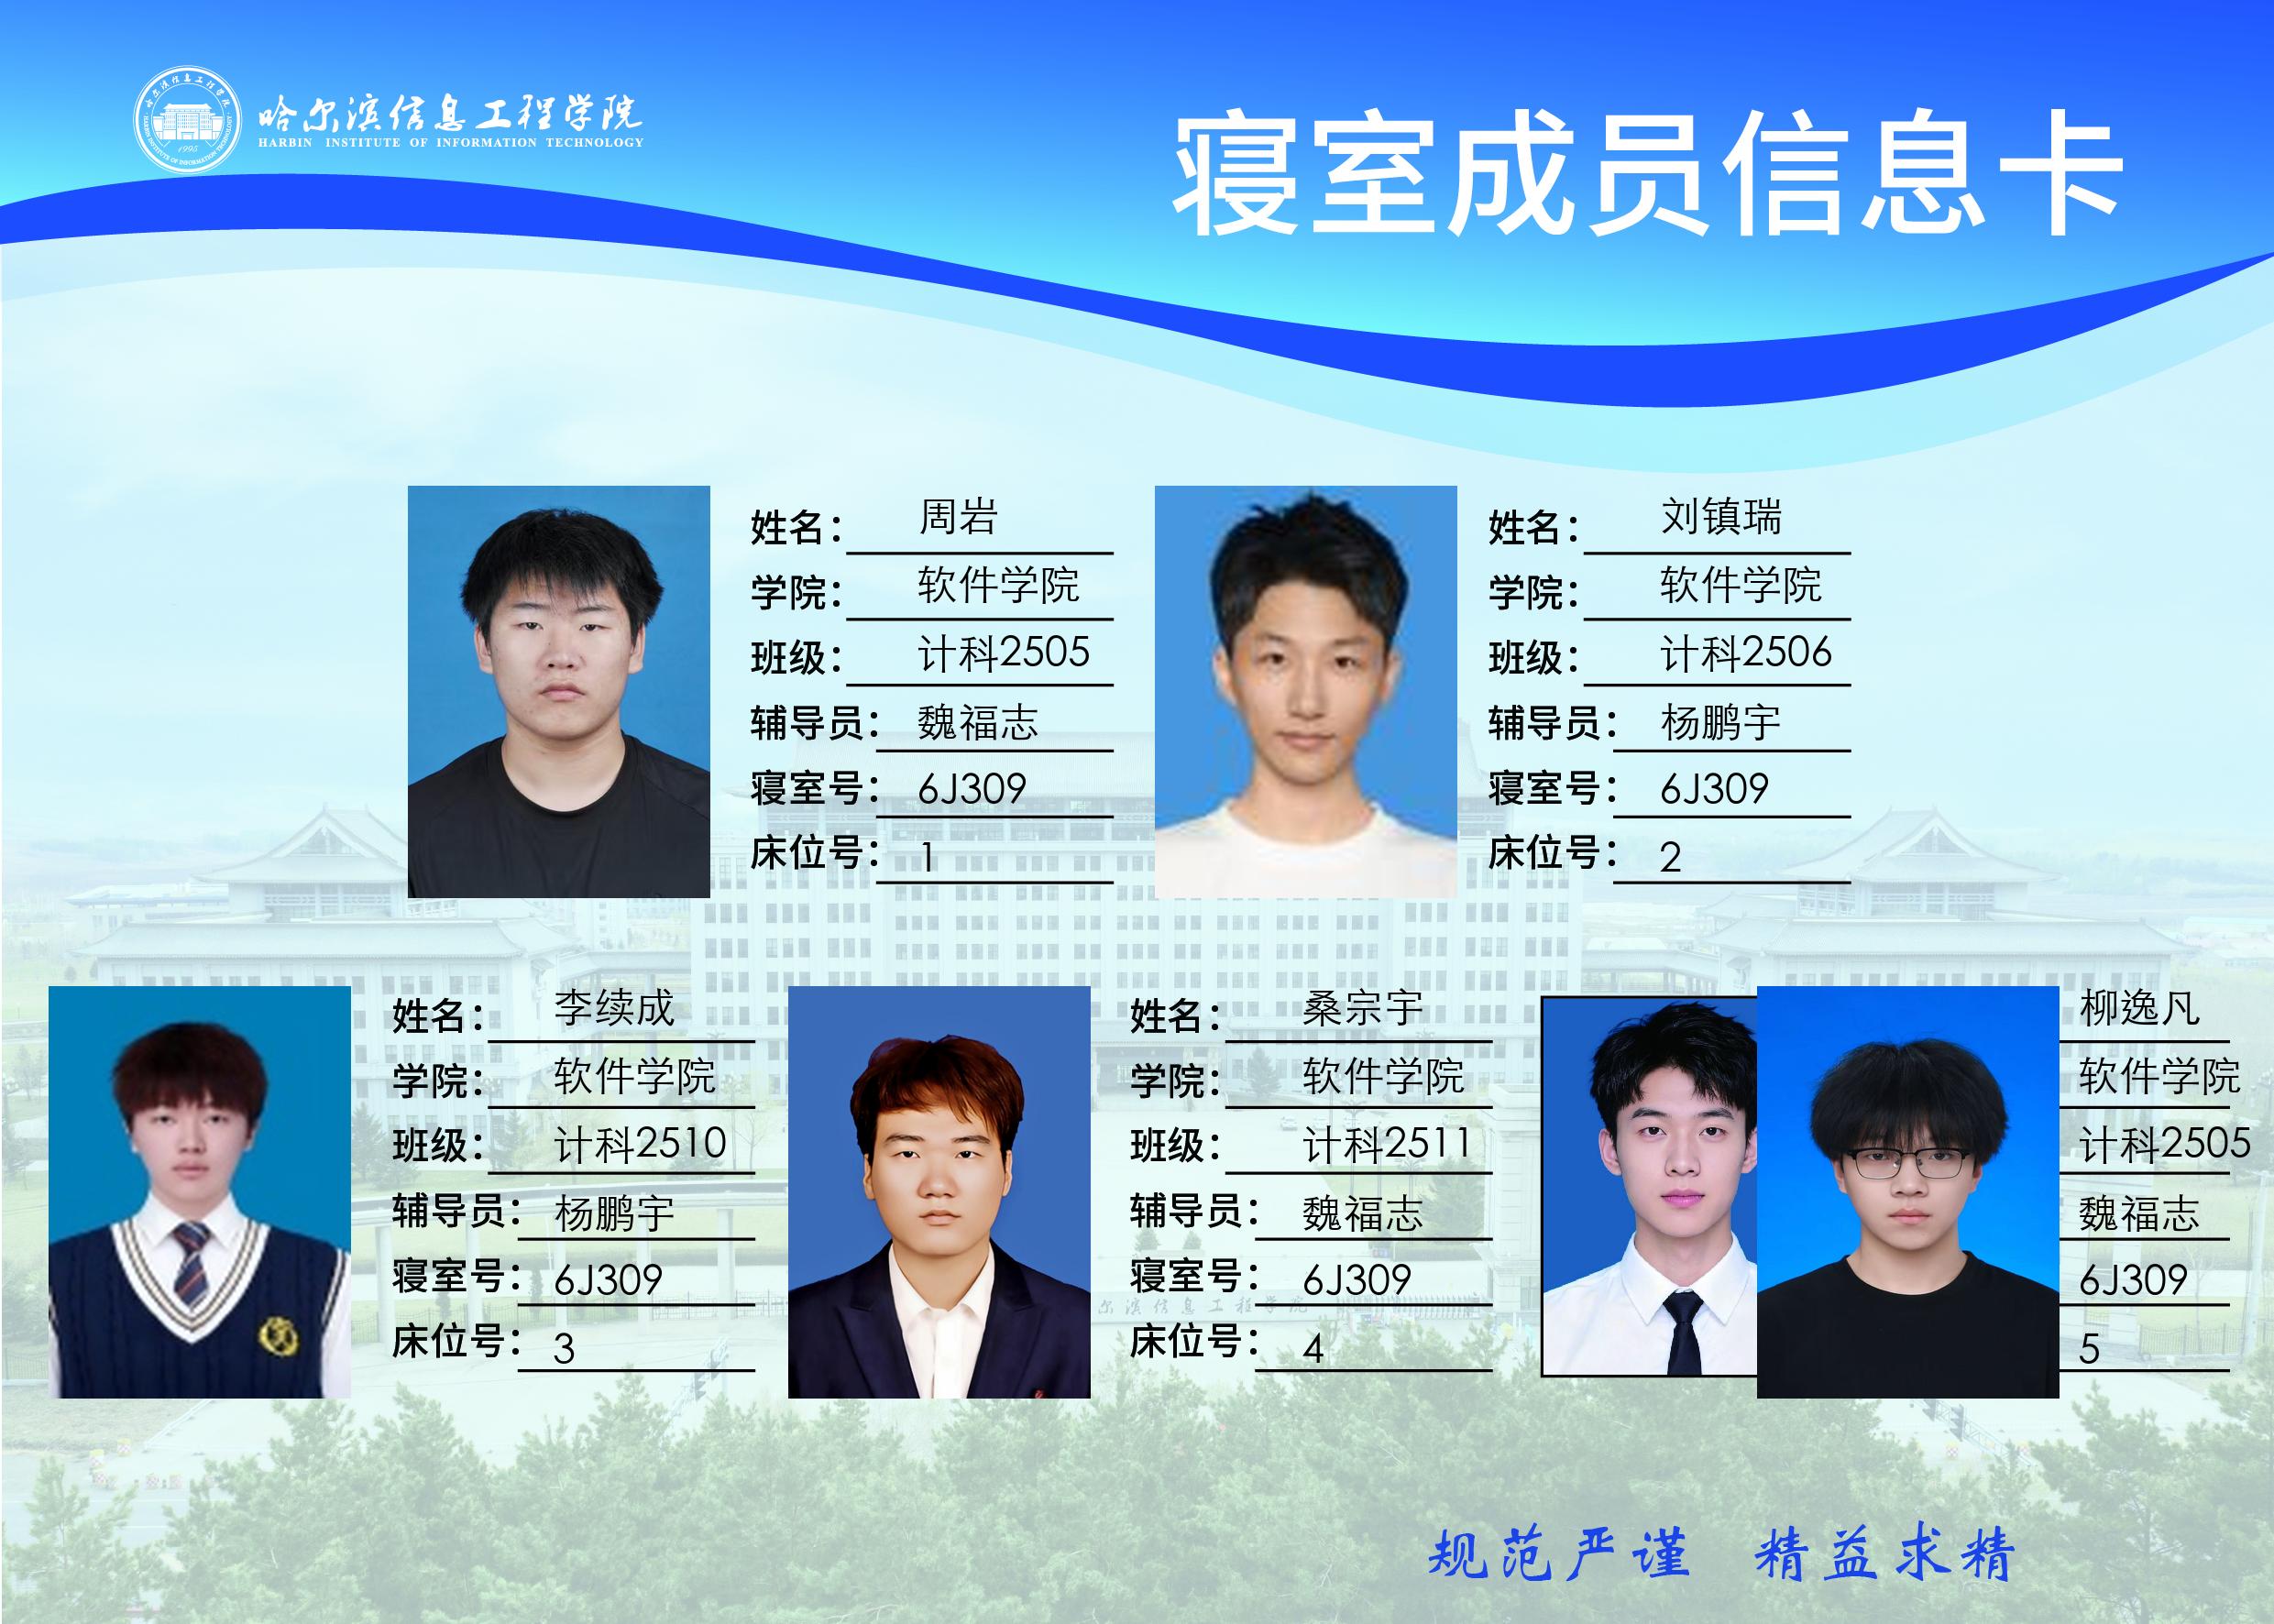 哈尔滨信息工程学院
HARBIN INSTITUTE OF INFORMATION TECHNOLOGY
1995
寝室成员信息卡
姓名： 周岩
学院： 软件学院
班级： 计科2505
辅导员： 魏福志
寝室号： 6J309
床位号： 1
姓名： 刘镇瑞
学院： 软件学院
班级： 计科2506
辅导员： 杨鹏宇
寝室号： 6J309
床位号： 2
姓名： 李续成
学院： 软件学院
班级： 计科2510
辅导员： 杨鹏宇
寝室号： 6J309
床位号： 3
姓名： 桑宗宇
学院： 软件学院
班级： 计科2511
辅导员： 魏福志
寝室号： 6J309
床位号： 4
柳逸凡
软件学院
计科2505
魏福志
6J309
5
规范严谨 精益求精